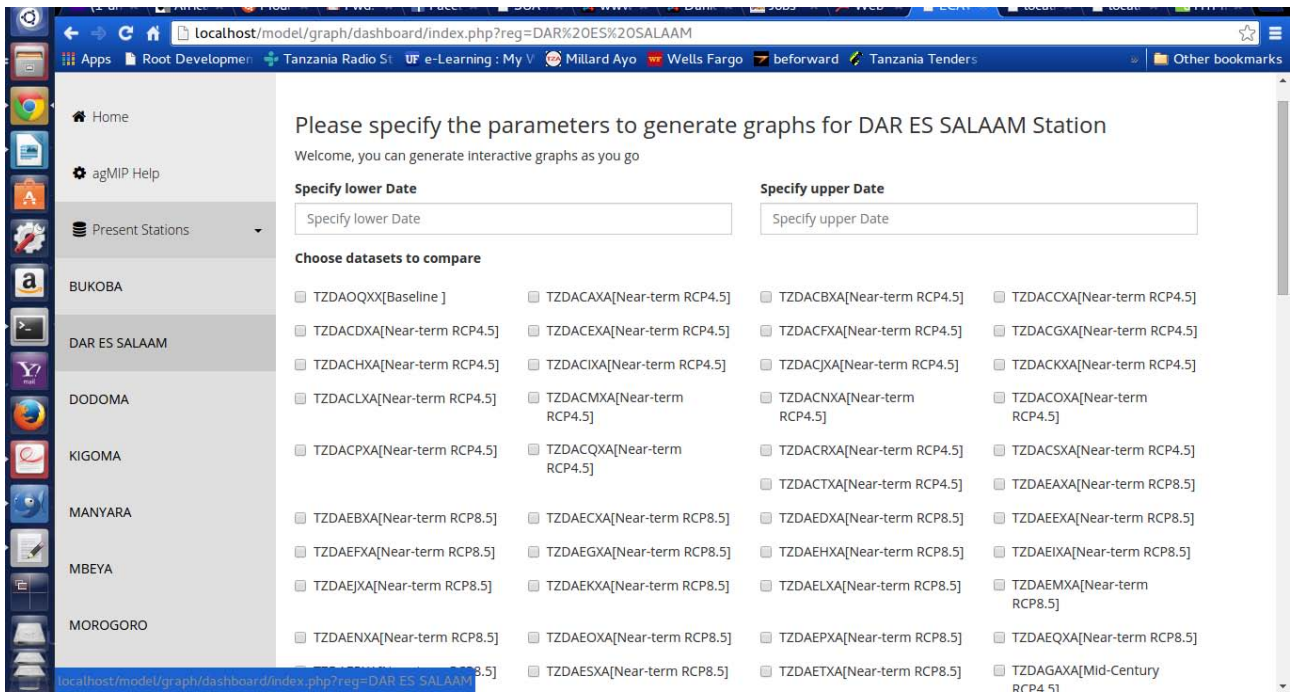 localhost/model/graph/dashboard/index.php?reg=DAR%20ES%20SALAAM
Apps Root Developmen Tanzania Radio St UF e-Learning : My V Millard Ayo Wells Fargo beforward Tanzania Tenders » Other bookmarks
Home
agMIP Help
Present Stations
BUKOBA
DAR ES SALAAM
DODOMA
KIGOMA
MANYARA
MBEYA
MOROGORO
Please specify the parameters to generate graphs for DAR ES SALAAM Station
Welcome, you can generate interactive graphs as you go
Specify lower Date Specify upper Date
Specify lower Date Specify upper Date
Choose datasets to compare
TZDAOQXX[Baseline ] TZDACAXA[Near-term RCP4.5] TZDACBXA[Near-term RCP4.5] TZDACCXA[Near-term RCP4.5]
TZDACDXA[Near-term RCP4.5] TZDACEXA[Near-term RCP4.5] TZDACFXA[Near-term RCP4.5] TZDACGXA[Near-term RCP4.5]
TZDACHXA[Near-term RCP4.5] TZDACIXA[Near-term RCP4.5] TZDACJXA[Near-term RCP4.5] TZDACKXA[Near-term RCP4.5]
TZDACLXA[Near-term RCP4.5] TZDACMXA[Near-term TZDACNXA[Near-term TZDACOXA[Near-term
RCP4.5] RCP4.5] RCP4.5]
TZDACPXA[Near-term RCP4.5] TZDACQXA[Near-term TZDACRXA[Near-term RCP4.5] TZDACSXA[Near-term RCP4.5]
RCP4.5]
TZDACTXA[Near-term RCP4.5] TZDAEAXA[Near-term RCP8.5]
TZDAEBXA[Near-term RCP8.5] TZDAECXA[Near-term RCP8.5] TZDAEDXA[Near-term RCP8.5] TZDAEEXA[Near-term RCP8.5]
TZDAEFXA[Near-term RCP8.5] TZDAEGXA[Near-term RCP8.5] TZDAEHXA[Near-term RCP8.5] TZDAEIXA[Near-term RCP8.5]
TZDAEJXA[Near-term RCP8.5] TZDAEKXA[Near-term RCP8.5] TZDAELXA[Near-term RCP8.5] TZDAEMXA[Near-term
RCP8.5]
TZDAENXA[Near-term RCP8.5] TZDAEOXA[Near-term RCP8.5] TZDAEPXA[Near-term RCP8.5] TZDAEQXA[Near-term RCP8.5]
8.5] TZDAESXA[Near-term RCP8.5] TZDAETXA[Near-term RCP8.5] TZDAGAXA[Mid-Century
RCP4.5]
localhost/model/graph/dashboard/index.php?reg=DAR ES SALAAM